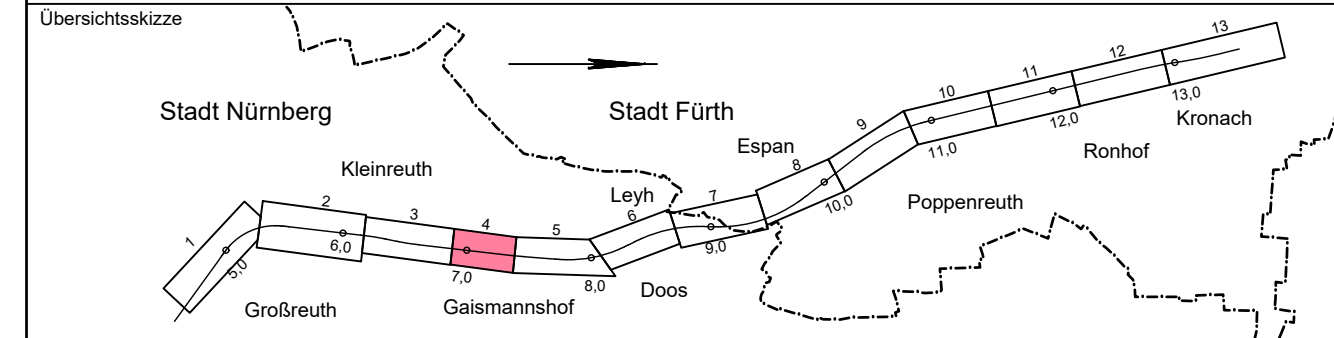 Übersichtsskizze
Stadt Nürnberg
Stadt Fürth
Kleinreuth
Leyh
Espan
Kronach
Ronhof
Poppenreuth
Großreuth
Gaismannshof
Doos
1
2
3
4
5
6
7
8
9
10
11
12
13
5,0
6,0
7,0
8,0
9,0
10,0
11,0
12,0
13,0